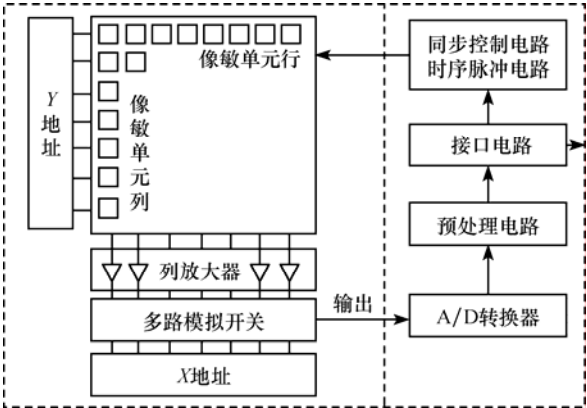 Y地址
像敏单元行
像敏单元列
列放大器
多路模拟开关
X地址
输出
同步控制电路
时序脉冲电路
接口电路
预处理电路
A/D转换器